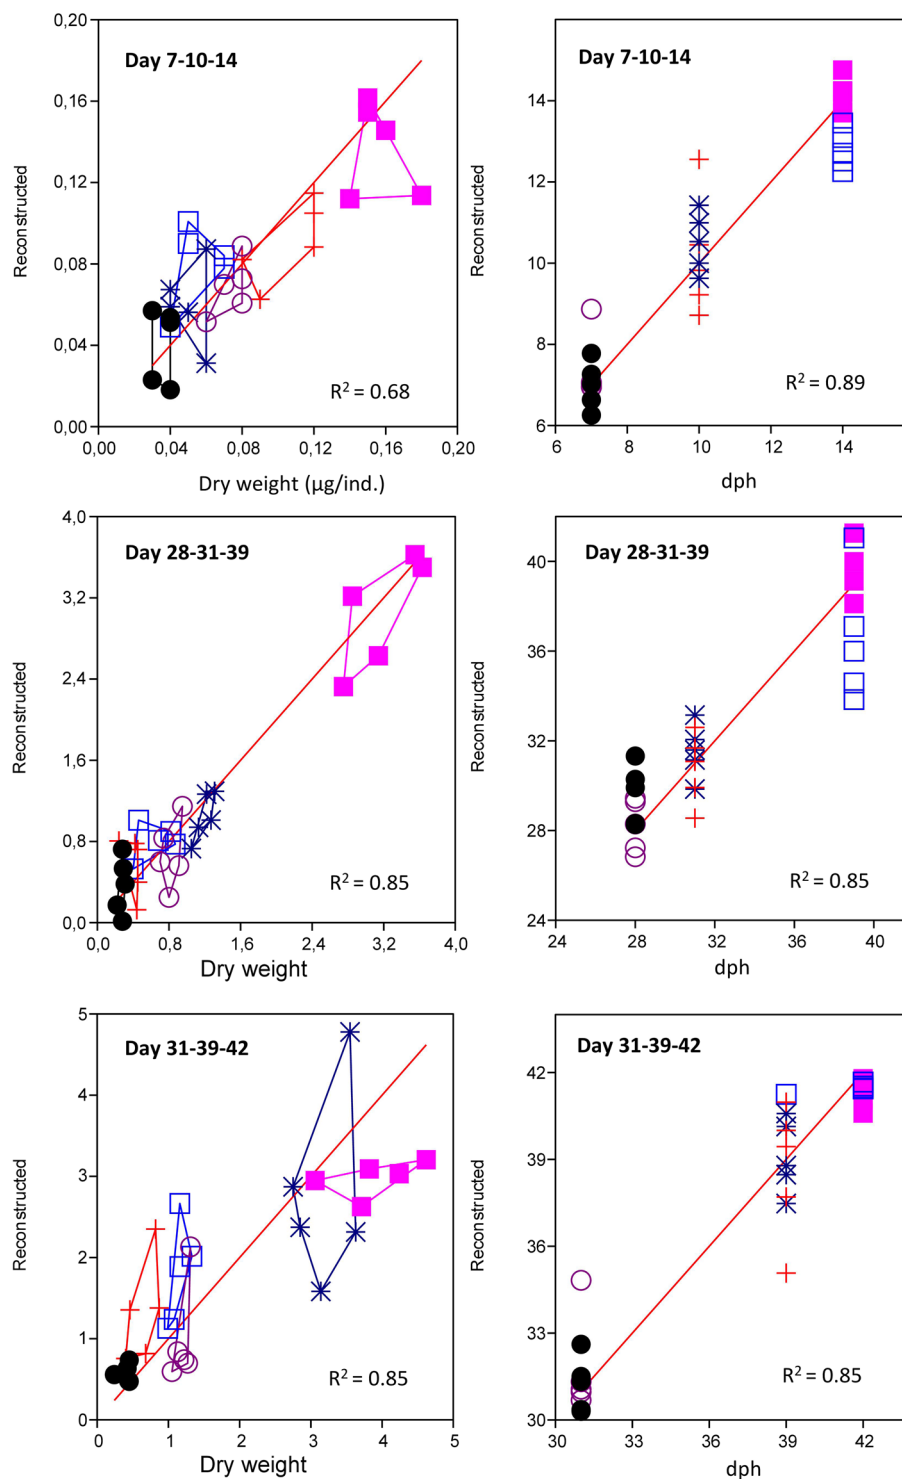 0,20
0,16
0,12
0,08
0,04
0,00
Reconstructed
Day 7-10-14
R² = 0.68
0,00 0,04 0,08 0,12 0,16 0,20
Dry weight (µg/ind.)
14
12
10
8
6
Reconstructed
Day 7-10-14
R² = 0.89
6 8 10 12 14
dph
4,0
3,2
2,4
1,6
0,8
0,0
Reconstructed
Day 28-31-39
R² = 0.85
0,0 0,8 1,6 2,4 3,2 4,0
Dry weight
40
36
32
28
24
Reconstructed
Day 28-31-39
R² = 0.85
24 28 32 36 40
dph
5
4
3
2
1
0
Reconstructed
Day 31-39-42
R² = 0.85
0 1 2 3 4 5
Dry weight
42
39
36
33
30
Reconstructed
Day 31-39-42
R² = 0.85
30 33 36 39 42
dph